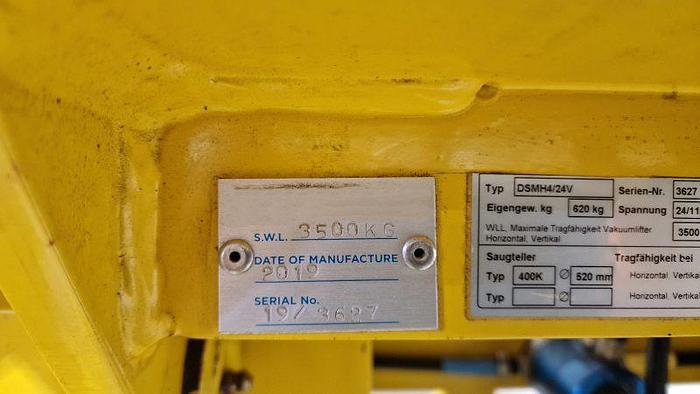 S.W.L. 3500KG
DATE OF MANUFACTURE
2019
SERIAL No.
19/3627
Typ DSMH4/24V Serien-Nr. 3627
Eigengew. kg 620 kg Spannung 24/11
WLL, Maximale Tragfähigkeit Vakuumlifter 3500
Horizontal, Vertikal
Saugteller Tragfähigkeit bei
Typ 400K ∅ 520 mm Horizontal, Vertika
Typ ∅ Horizontal, Vertika